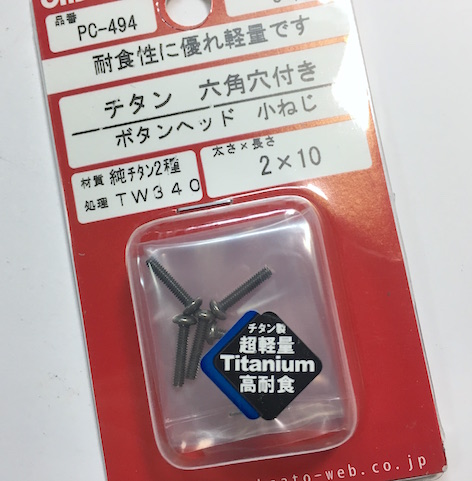 品番 PC-494
耐食性に優れ軽量です
チタン 六角穴付き
ボタンヘッド 小ねじ
材質 純チタン2種
処理 TW340
太さ×長さ
2×10
チタン製
超軽量
Titanium
高耐食
ato-web.co.jp